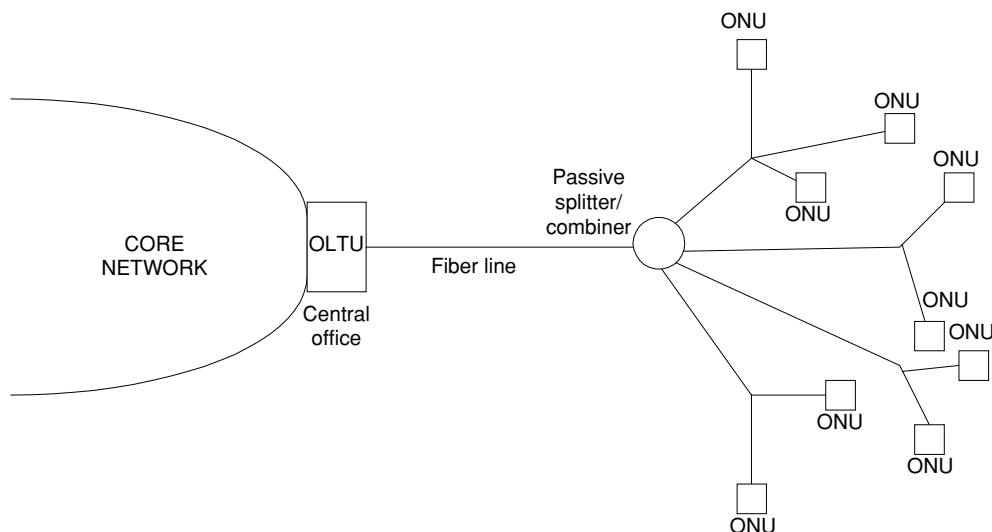 ONU
ONU
ONU
Passive
splitter/
combiner
ONU
CORE
NETWORK
OLTU
Fiber line
Central
office
ONU
ONU
ONU
ONU
ONU